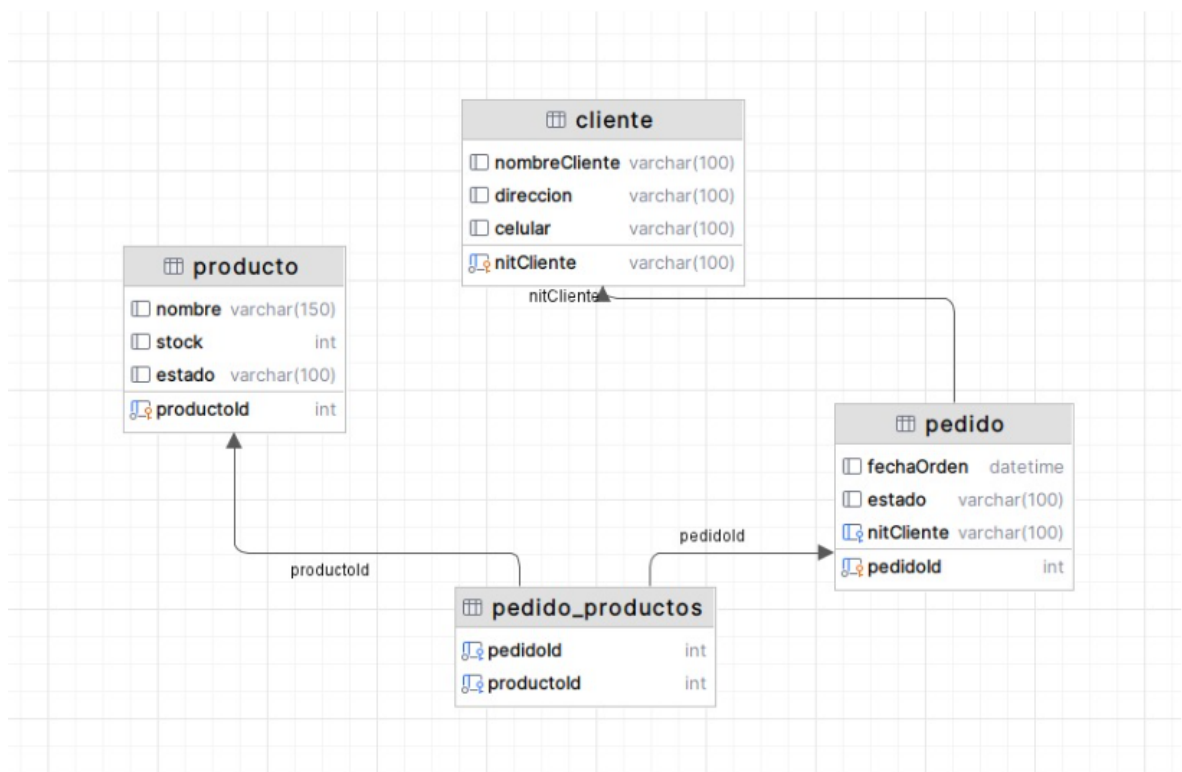 cliente
nombreCliente varchar(100)
direccion varchar(100)
celular varchar(100)
nitCliente varchar(100)
nitCliente
producto
nombre varchar(150)
stock int
estado varchar(100)
productoId int
pedido
fechaOrden datetime
estado varchar(100)
nitCliente varchar(100)
pedidoId int
pedidoId
productoId
pedido_productos
pedidoId int
productoId int